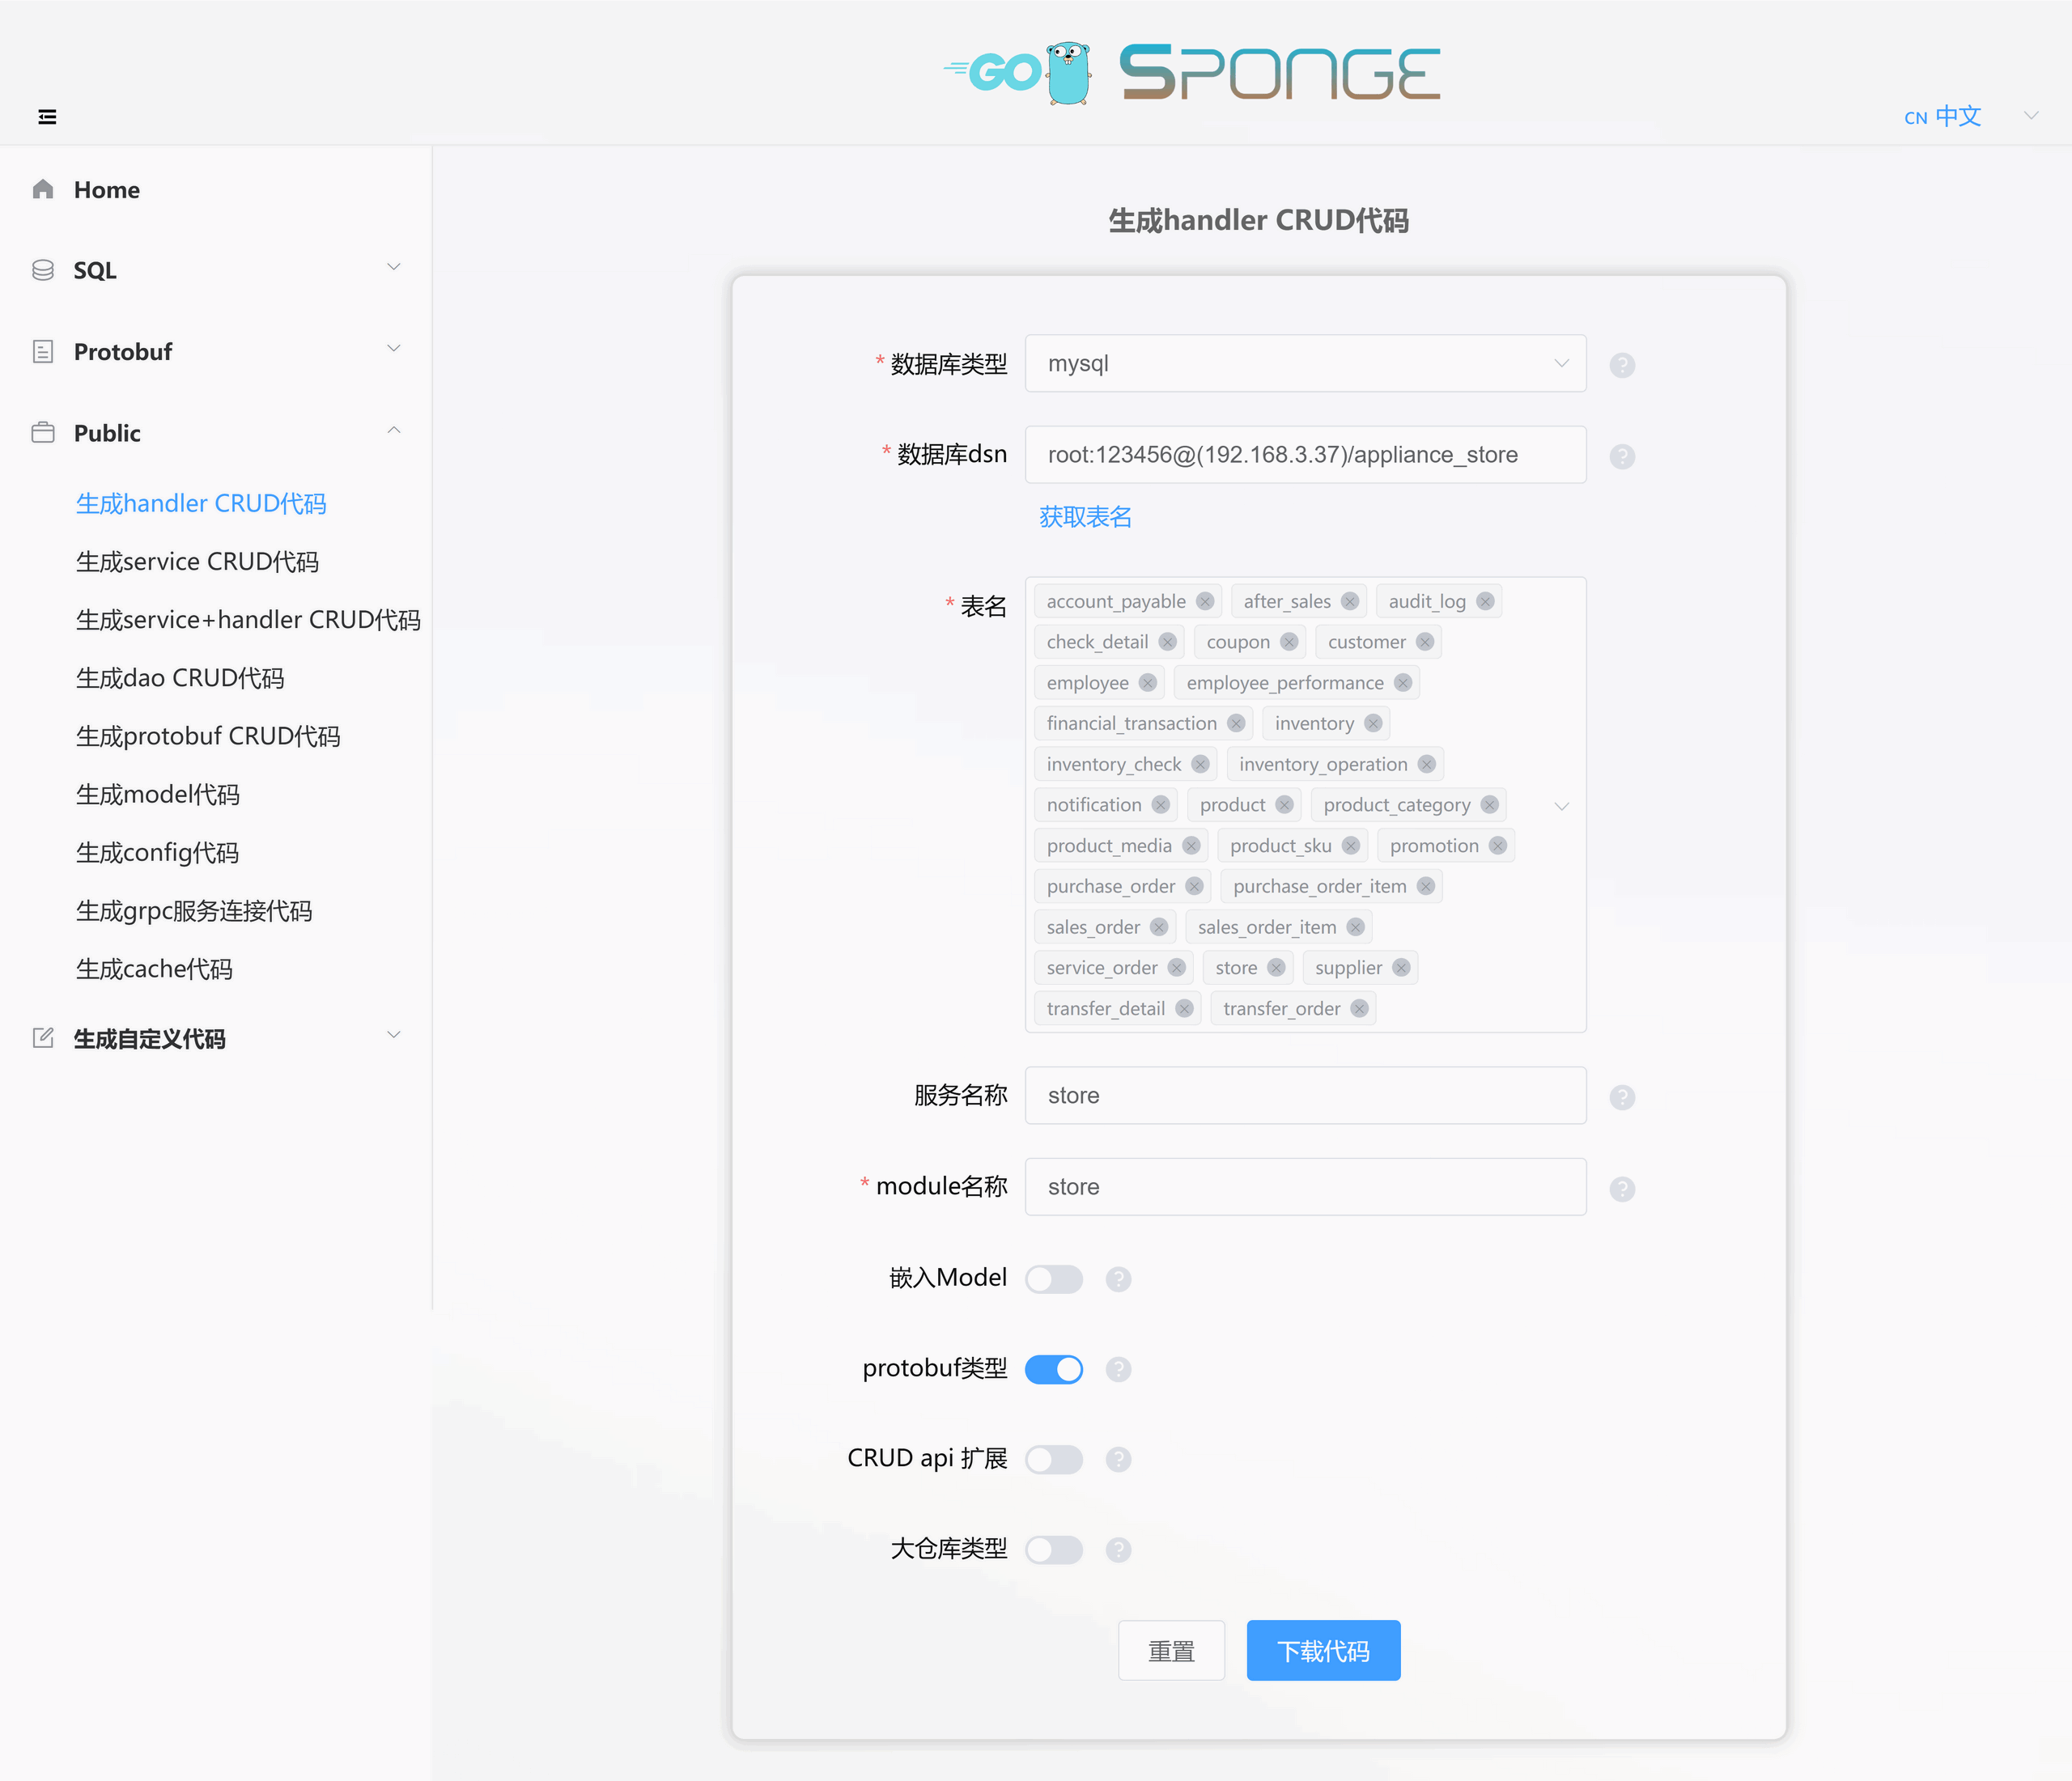 GO SPONGE
CN 中文
Home
SQL
Protobuf
Public
生成handler CRUD代码
生成service CRUD代码
生成service+handler CRUD代码
生成dao CRUD代码
生成protobuf CRUD代码
生成model代码
生成config代码
生成grpc服务连接代码
生成cache代码
生成自定义代码
生成handler CRUD代码
* 数据库类型 mysql ?
* 数据库dsn root:123456@(192.168.3.37)/appliance_store ?
获取表名
* 表名 account_payable after_sales audit_log
check_detail coupon customer
employee employee_performance
financial_transaction inventory
inventory_check inventory_operation
notification product product_category
product_media product_sku promotion
purchase_order purchase_order_item
sales_order sales_order_item
service_order store supplier
transfer_detail transfer_order
服务名称 store ?
* module名称 store ?
嵌入Model ?
protobuf类型 ?
CRUD api 扩展 ?
大仓库类型 ?
重置 下载代码